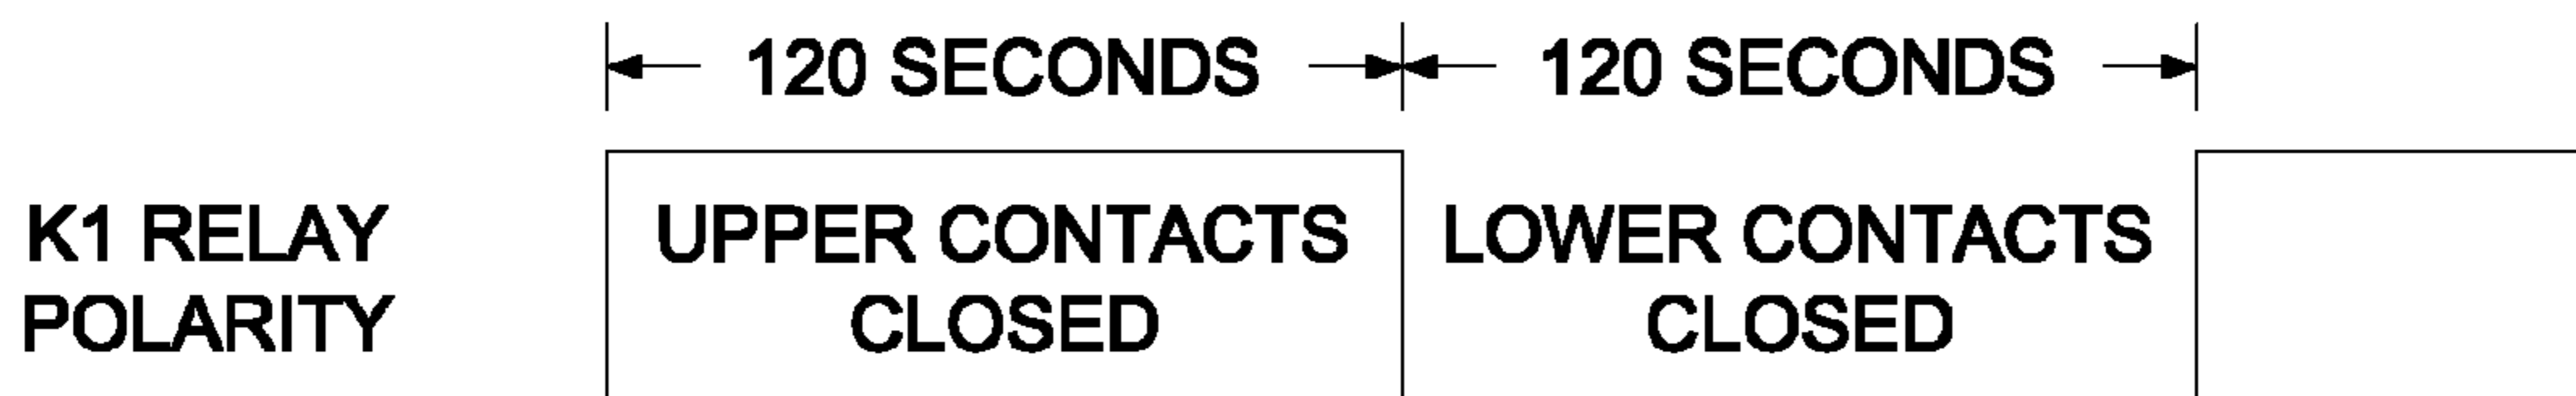 120 SECONDS 120 SECONDS
K1 RELAY
POLARITY
UPPER CONTACTS
CLOSED
LOWER CONTACTS
CLOSED